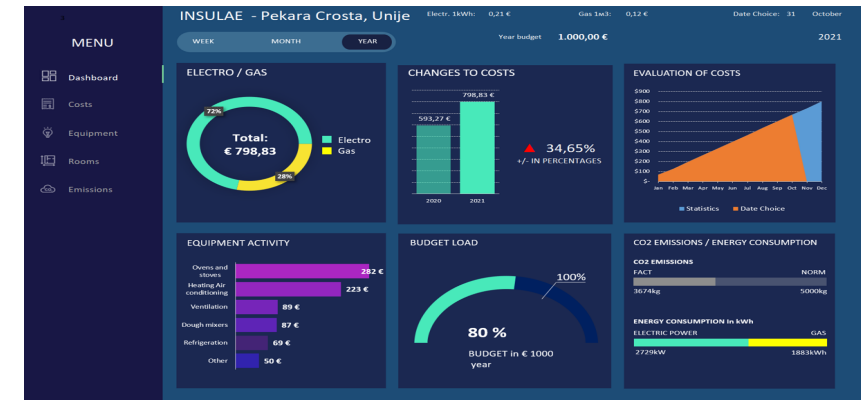 INSULAE - Pekara Crosta, Unije
Electr. 1kWh: 0,21 €
Gas 1м3: 0,12 €
Date Choice: 31 October
MENU
WEEK MONTH YEAR
Year budget 1.000,00 €
2021
Dashboard
Costs
Equipment
Rooms
Emissions
ELECTRO / GAS
72%
Total:
€ 798,83
28%
Electro
Gas
CHANGES TO COSTS
798,83 €
593,27 €
34,65%
+/- IN PERCENTAGES
2020 2021
EVALUATION OF COSTS
$900
$800
$700
$600
$500
$400
$300
$200
$100
$-
Jan Feb Mar Apr May Jun Jul Aug Sep Oct Nov Dec
Statistics Date Choice
EQUIPMENT ACTIVITY
Ovens and
stoves
282 €
Heating Air
conditioning
223 €
Ventilation 89 €
Dough mixers 87 €
Refrigeration 69 €
Other 50 €
BUDGET LOAD
100%
80 %
BUDGET in € 1000
year
CO2 EMISSIONS / ENERGY CONSUMPTION
CO2 EMISSIONS
FACT NORM
3674kg 5000kg
ENERGY CONSUMPTION In kWh
ELECTRIC POWER GAS
2729kW 1883kWh